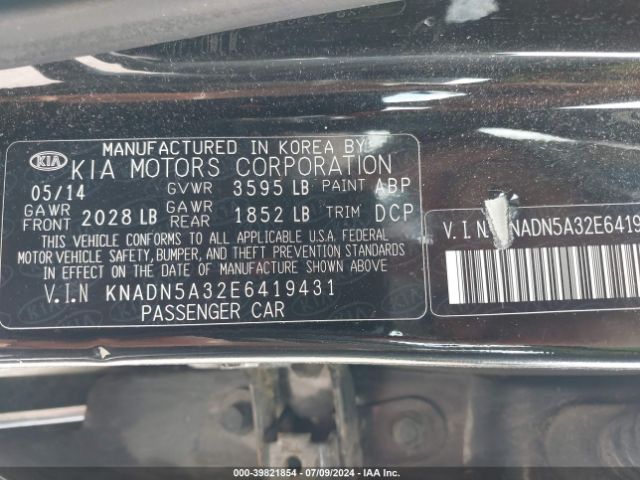 MANUFACTURED IN KOREA BY
KIA KIA MOTORS CORPORATION
05/14 GVWR 3595 LB PAINT ABP
GAWR FRONT 2028 LB GAWR REAR 1852 LB TRIM DCP
THIS VEHICLE CONFORMS TO ALL APPLICABLE U.S.A. FEDERAL
MOTOR VEHICLE SAFETY, BUMPER, AND THEFT PREVENTION STANDARDS
IN EFFECT ON THE DATE OF MANUFACTURE SHOWN ABOVE
V.I.N KNADN5A32E6419431
PASSENGER CAR
V.I.N NADN5A32E6419
000-39821854 / 07/09/2024 / IAA Inc.